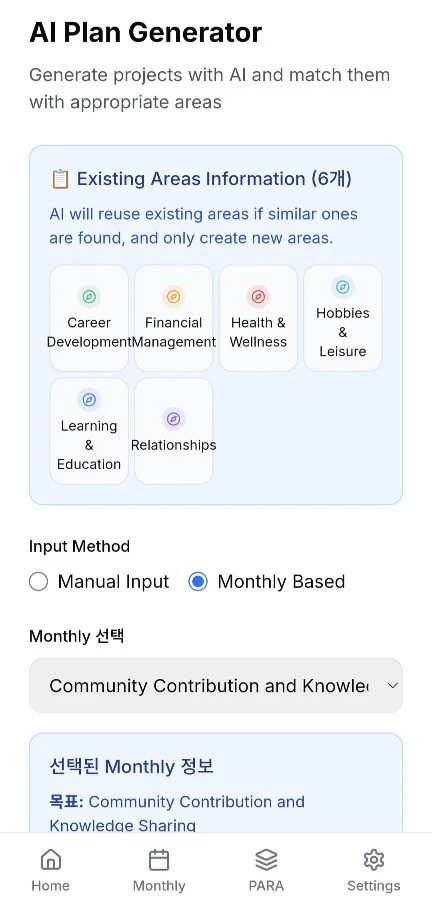 AI Plan Generator
Generate projects with AI and match them
with appropriate areas
📋 Existing Areas Information (6개)
AI will reuse existing areas if similar ones
are found, and only create new areas.
Career
Development
Financial
Management
Health &
Wellness
Hobbies
&
Leisure
Learning
&
Education
Relationships
Input Method
Manual Input
Monthly Based
Monthly 선택
Community Contribution and Knowle
선택된 Monthly 정보
목표: Community Contribution and
Knowledge Sharing
Home
Monthly
PARA
Settings